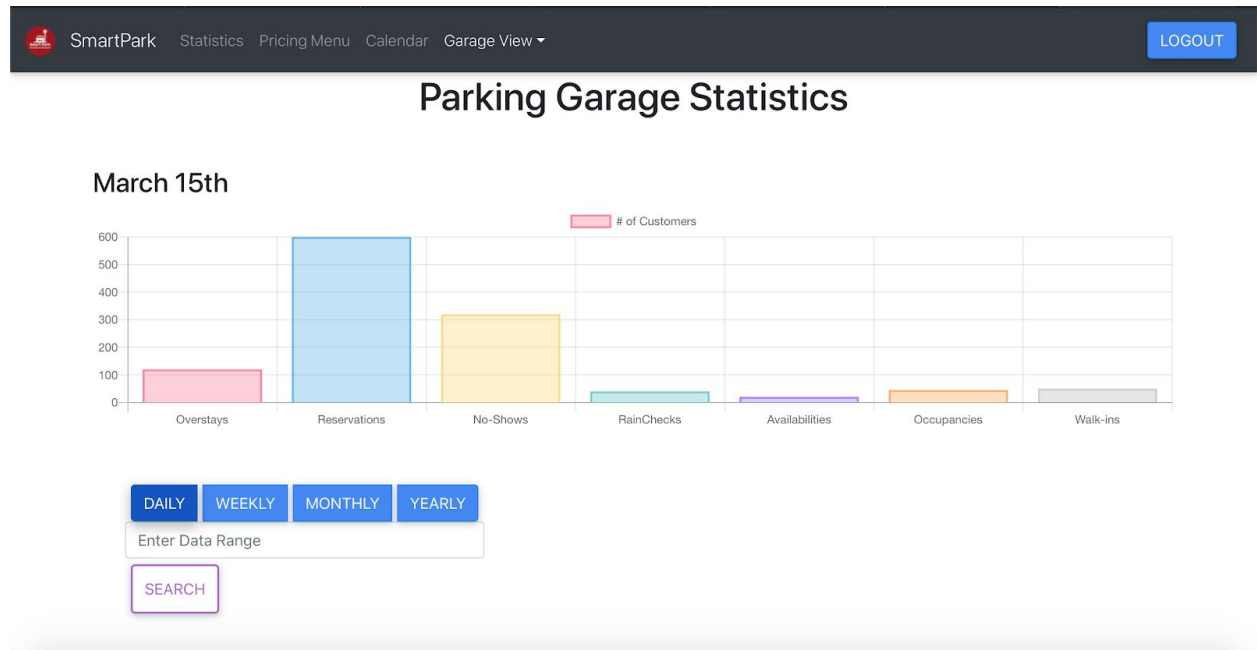 SmartPark Statistics Pricing Menu Calendar Garage View LOGOUT
Parking Garage Statistics
March 15th
# of Customers
600
500
400
300
200
100
0
Overstays Reservations No-Shows RainChecks Availabilities Occupancies Walk-ins
DAILY WEEKLY MONTHLY YEARLY
Enter Data Range
SEARCH